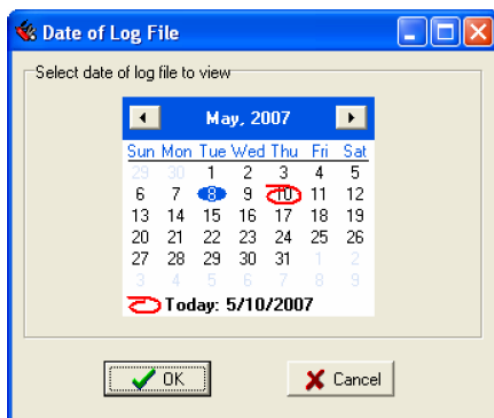 Date of Log File
Select date of log file to view
May, 2007
Sun Mon Tue Wed Thu Fri Sat
29 30 1 2 3 4 5
6 7 8 9 10 11 12
13 14 15 16 17 18 19
20 21 22 23 24 25 26
27 28 29 30 31 1 2
3 4 5 6 7 8 9
Today: 5/10/2007
OK Cancel